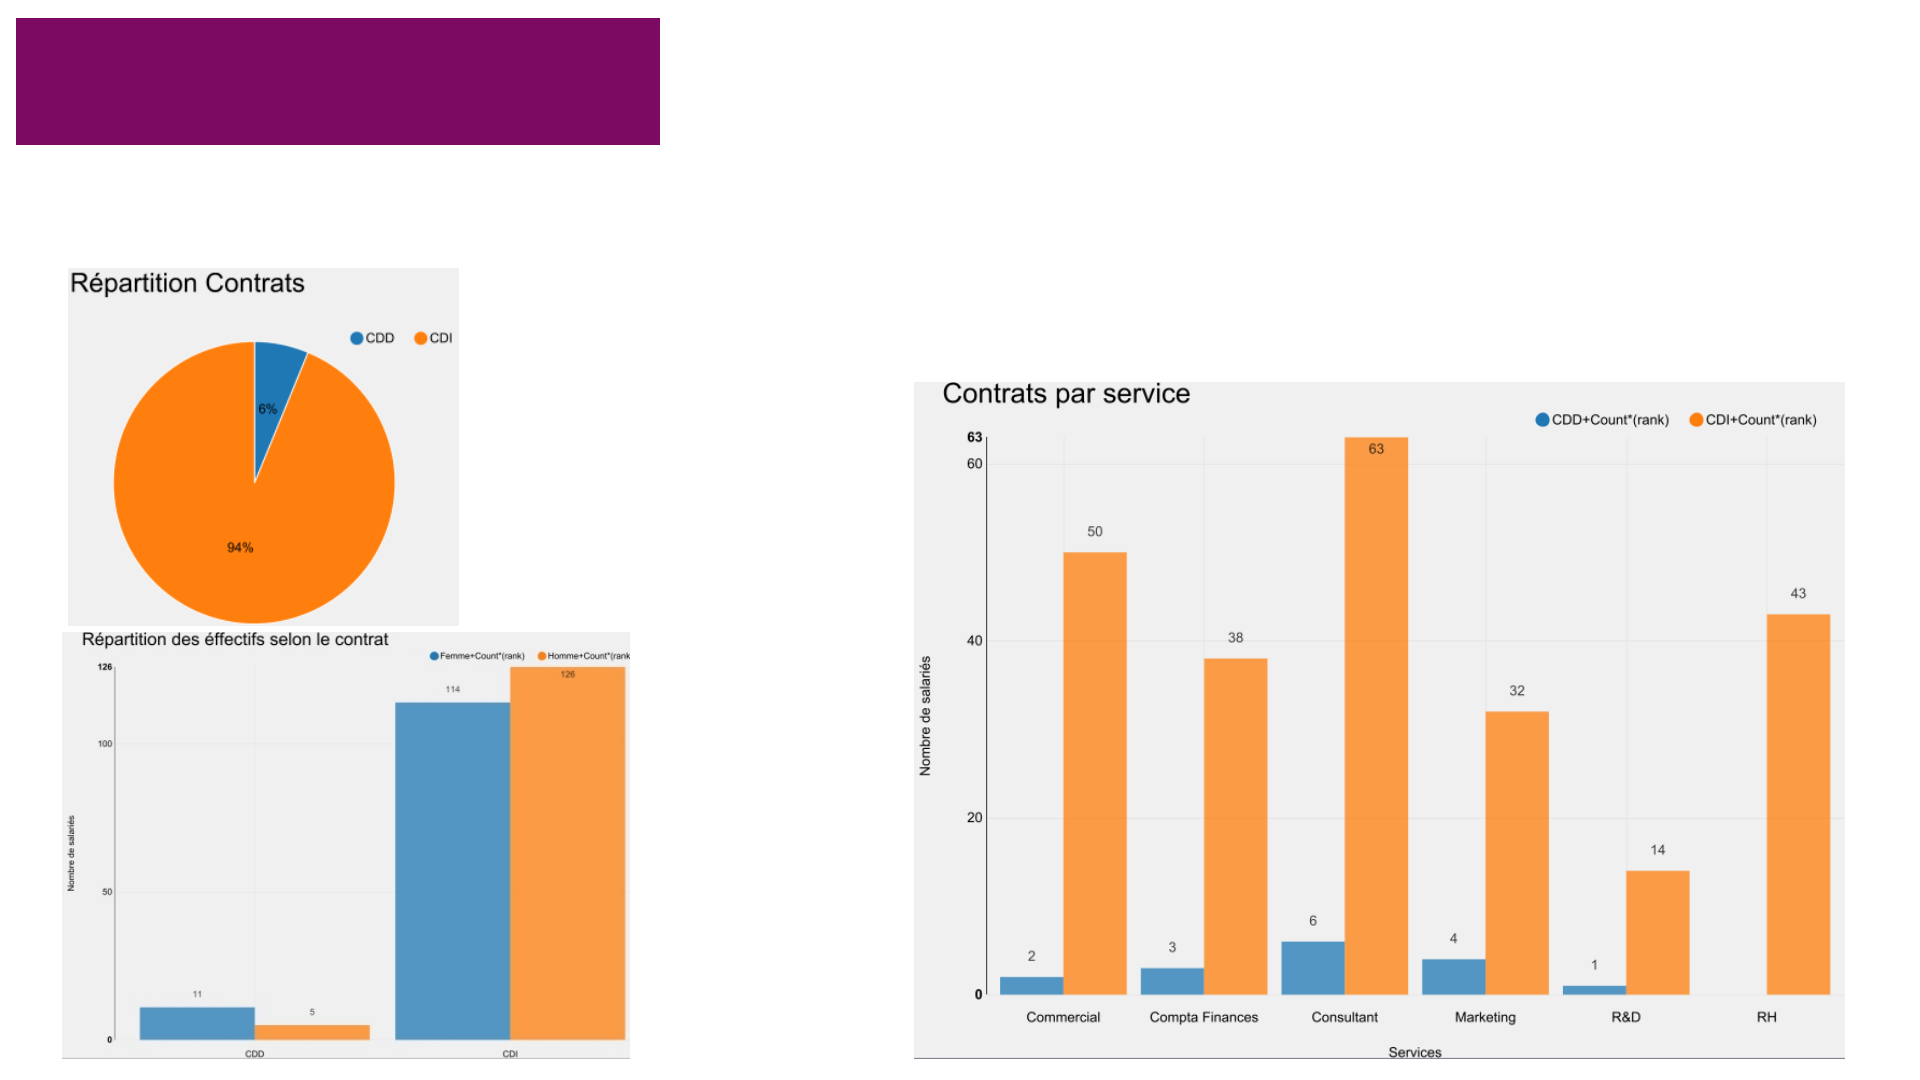 Répartition Contrats
CDD CDI
6%
94%
Répartition des éffectifs selon le contrat
Femme+Count*(rank) Homme+Count*(rank
126
126
114
100
Nombre de salariés
50
11
5
0
CDD CDI
Contrats par service
CDD+Count*(rank) CDI+Count*(rank)
63
63
60
50
43
40
38
32
Nombre de salariés
20
14
6
4
3
2
1
0
Commercial Compta Finances Consultant Marketing R&D RH
Services